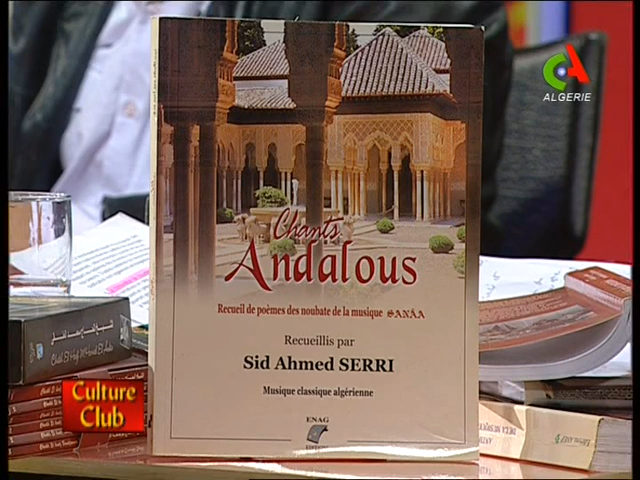 ALGERIE
Chants
Andalous
Recueil de poèmes des noubate de la musique SANÂA
Recueillis par
Sid Ahmed SERRI
Musique classique algérienne
ENAG
EDITIONS
Culture
Club